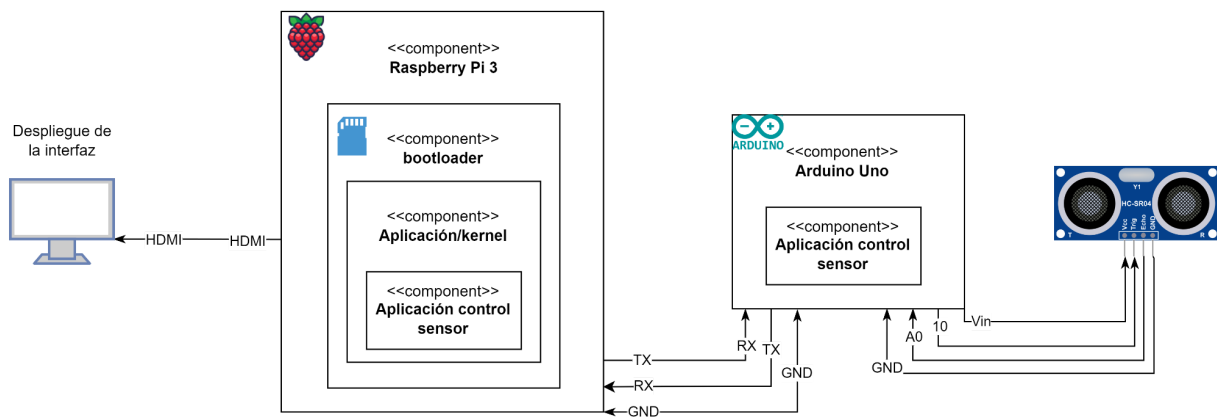 Despliegue de
la interfaz
HDMI
HDMI
<<component>>
Raspberry Pi 3
<<component>>
bootloader
<<component>>
Aplicación/kernel
<<component>>
Aplicación control
sensor
TX
RX
GND
RX
TX
GND
ARDUINO
<<component>>
Arduino Uno
<<component>>
Aplicación control
sensor
GND
A0
10
Vin
Y1
HC-SR04
Vcc
Trig
Echo
GND
T
R